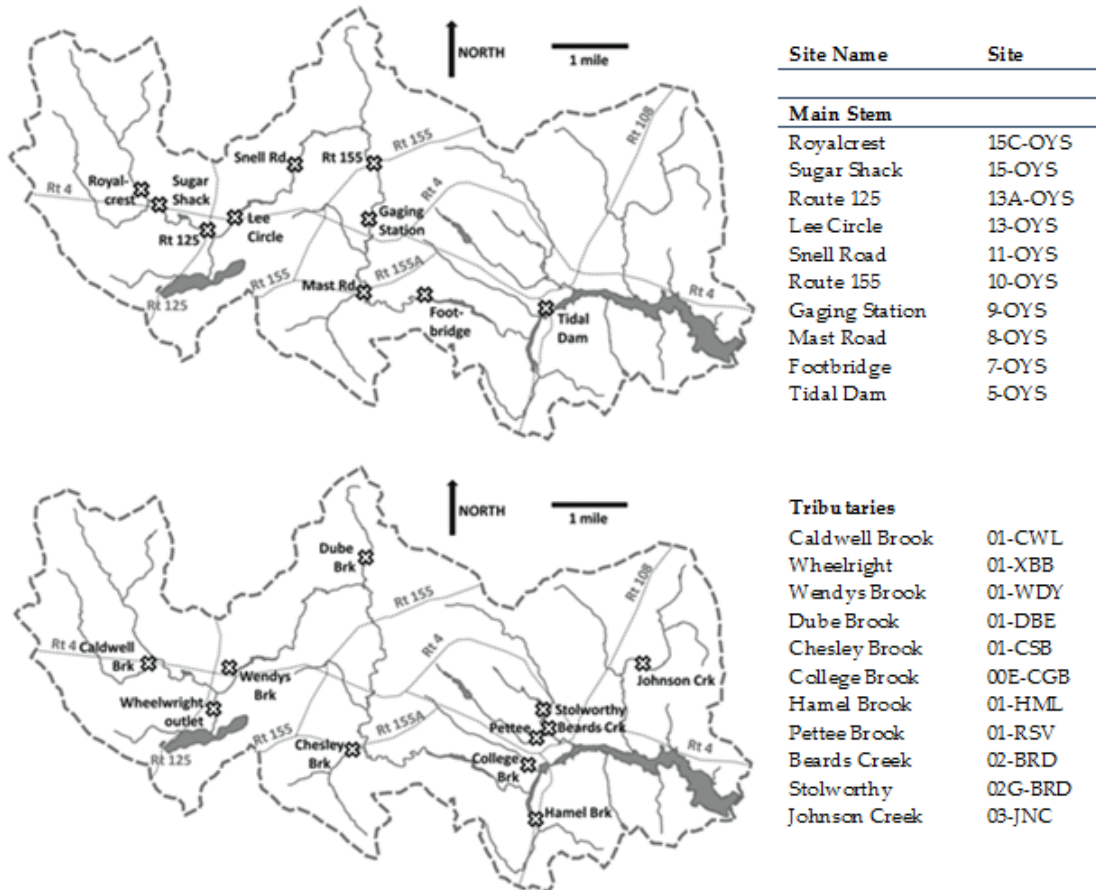 NORTH
1 mile
Rt 108
Rt 155
Snell Rd.
Rt 155
Rt 4
Royal-
crest
Sugar
Shack
Rt 4
Rt 125
Lee
Circle
Gaging
Station
Rt 155
Rt 155A
Mast Rd
Foot-
bridge
Tidal
Dam
Rt 4
Rt 125
Site Name Site
Main Stem
Royalcrest 15C-OYS
Sugar Shack 15-OYS
Route 125 13A-OYS
Lee Circle 13-OYS
Snell Road 11-OYS
Route 155 10-OYS
Gaging Station 9-OYS
Mast Road 8-OYS
Footbridge 7-OYS
Tidal Dam 5-OYS
NORTH
1 mile
Dube
Brk
Rt 108
Rt 155
Rt 4
Caldwell
Brk
Rt 4
Wendys
Brk
Johnson Crk
Wheelwright
outlet
Stolworthy
Beards Crk
Pettee
Rt 155
Rt 155A
Chesley
Brk
College
Brk
Rt 4
Rt 125
Hamel Brk
Tributaries
Caldwell Brook 01-CWL
Wheelright 01-XBB
Wendys Brook 01-WDY
Dube Brook 01-DBE
Chesley Brook 01-CSB
College Brook 00E-CGB
Hamel Brook 01-HML
Pettee Brook 01-RSV
Beards Creek 02-BRD
Stolworthy 02G-BRD
Johnson Creek 03-JNC